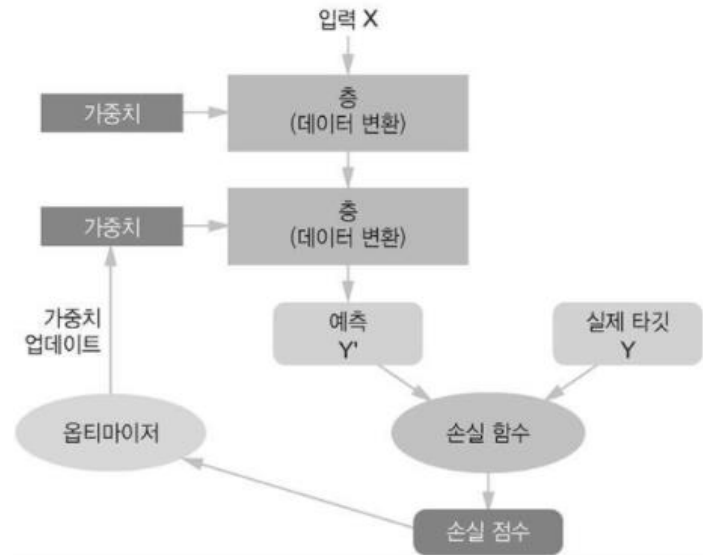 입력 X
가중치
층
(데이터 변환)
가중치
층
(데이터 변환)
가중치
업데이트
예측
Y'
실제 타깃
Y
옵티마이저
손실 함수
손실 점수